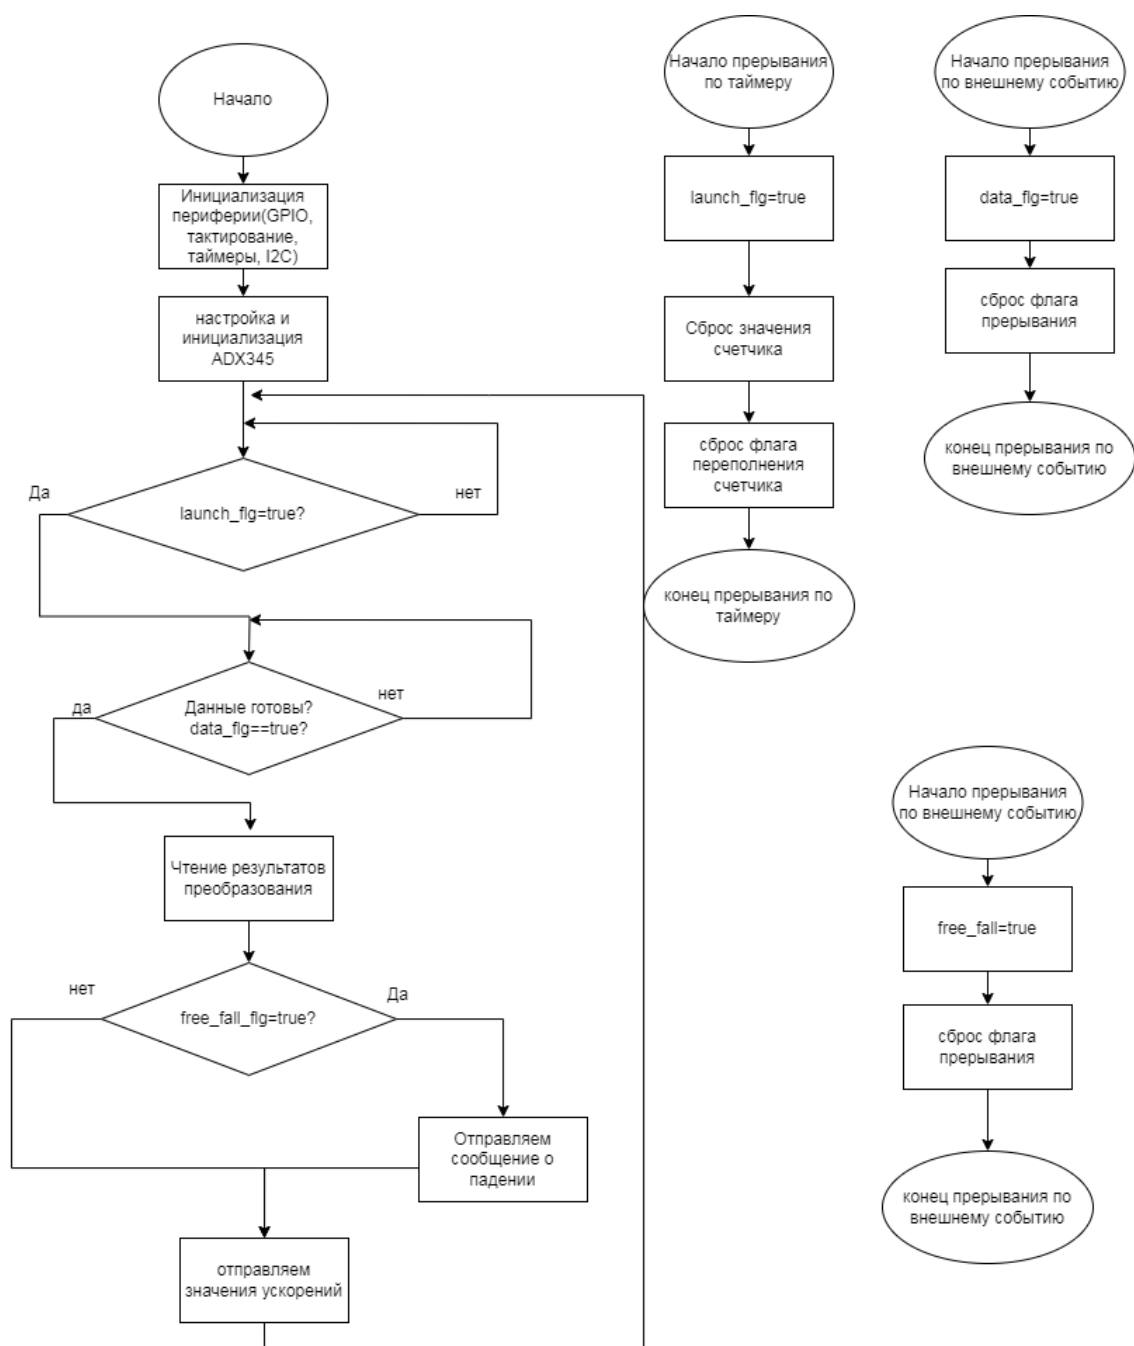 Начало
Инициализация
периферии(GPIO,
тактирование,
таймеры, I2C)
настройка и
инициализация
ADX345
Да
launch_flg=true?
нет
да
Данные готовы?
data_flg==true?
нет
Чтение результатов
преобразования
нет
free_fall_flg=true?
Да
Отправляем
сообщение о
падении
отправляем
значения ускорений
Начало прерывания
по таймеру
launch_flg=true
Сброс значения
счетчика
сброс флага
переполнения
счетчика
конец прерывания по
таймеру
Начало прерывания
по внешнему событию
data_flg=true
сброс флага
прерывания
конец прерывания по
внешнему событию
Начало прерывания
по внешнему событию
free_fall=true
сброс флага
прерывания
конец прерывания по
внешнему событию